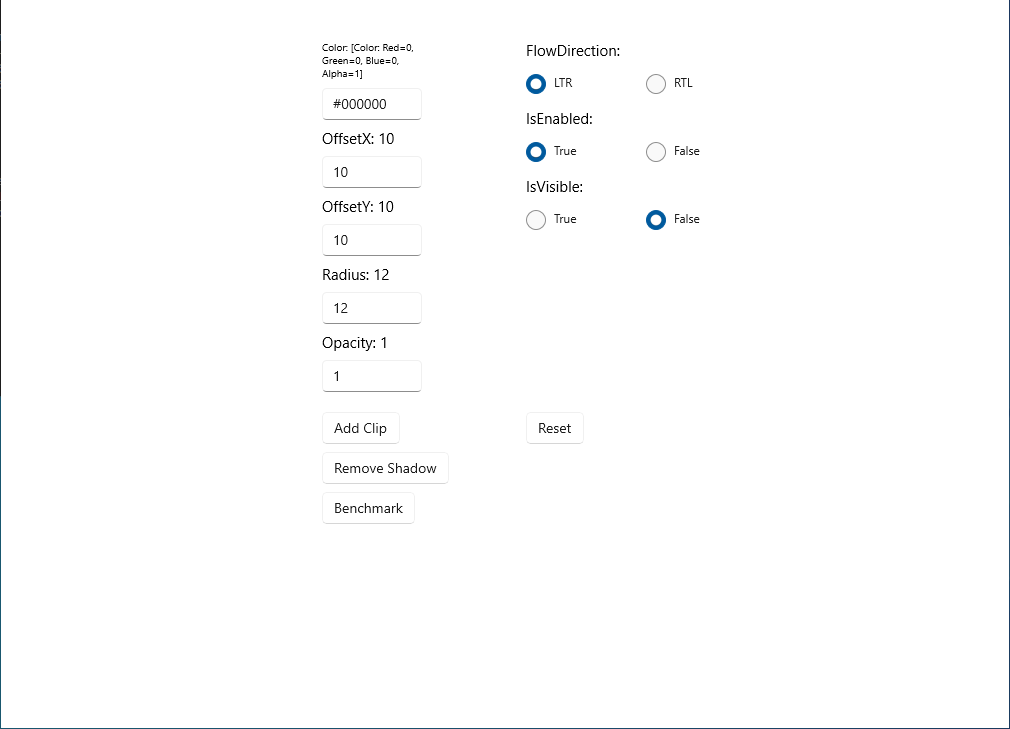 Color: [Color: Red=0,
Green=0, Blue=0,
Alpha=1]
#000000
OffsetX: 10
10
OffsetY: 10
10
Radius: 12
12
Opacity: 1
1
Add Clip
Remove Shadow
Benchmark
FlowDirection:
LTR
RTL
IsEnabled:
True
False
IsVisible:
True
False
Reset